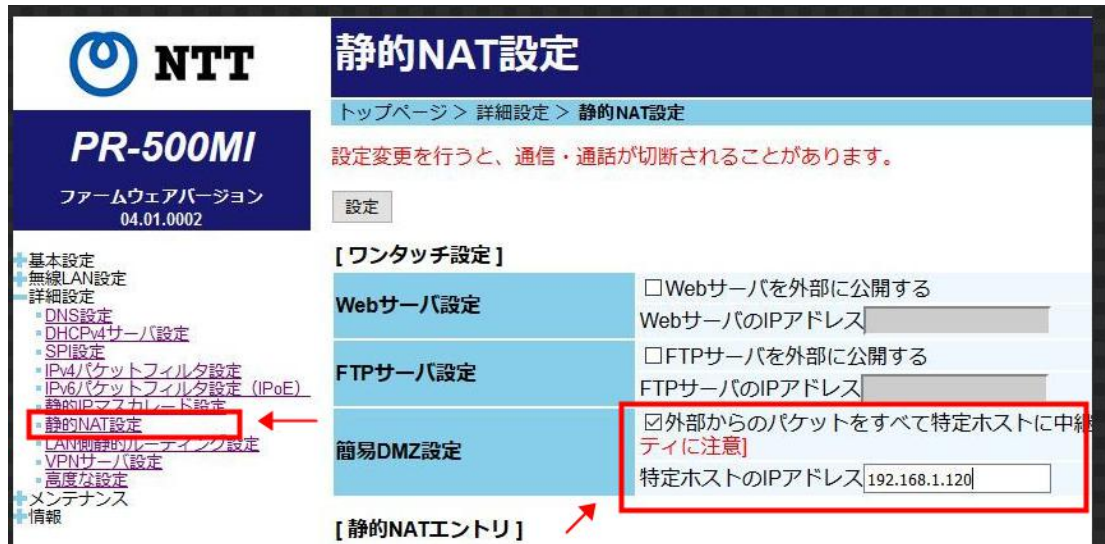 NTT
PR-500MI
ファームウェアバージョン
04.01.0002
基本設定
無線LAN設定
詳細設定
DNS設定
DHCPv4サーバ設定
SPI設定
IPv4パケットフィルタ設定
IPv6パケットフィルタ設定（IPoE）
静的IPマスカレード設定
静的NAT設定
LAN側静的ルーティング設定
VPNサーバ設定
高度な設定
メンテナンス
情報
静的NAT設定
トップページ＞ 詳細設定＞ 静的NAT設定
設定変更を行うと、通信・通話が切断されることがあります。
設定
[ワンタッチ設定]
Webサーバ設定
Webサーバを外部に公開する
WebサーバのIPアドレス
FTPサーバ設定
FTPサーバを外部に公開する
FTPサーバのIPアドレス
簡易DMZ設定
外部からのパケットをすべて特定ホストに中継
ティに注意]
特定ホストのIPアドレス 192.168.1.120
[静的NATエントリ]